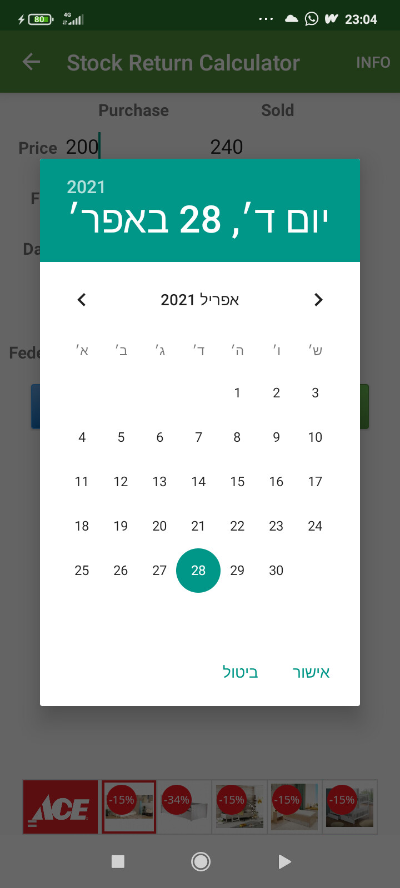 80
4G
23:04
Stock Return Calculator
INFO
Purchase Sold
Price 200 240
F
Da
Fede
2021
יום ד׳, 28 באפר׳
אפריל 2021
א׳ ב׳ ג׳ ד׳ ה׳ ו׳ ש׳
1 2 3
4 5 6 7 8 9 10
11 12 13 14 15 16 17
18 19 20 21 22 23 24
25 26 27 28 29 30
ביטול אישור
ACE
-15% -34% -15% -15% -15%